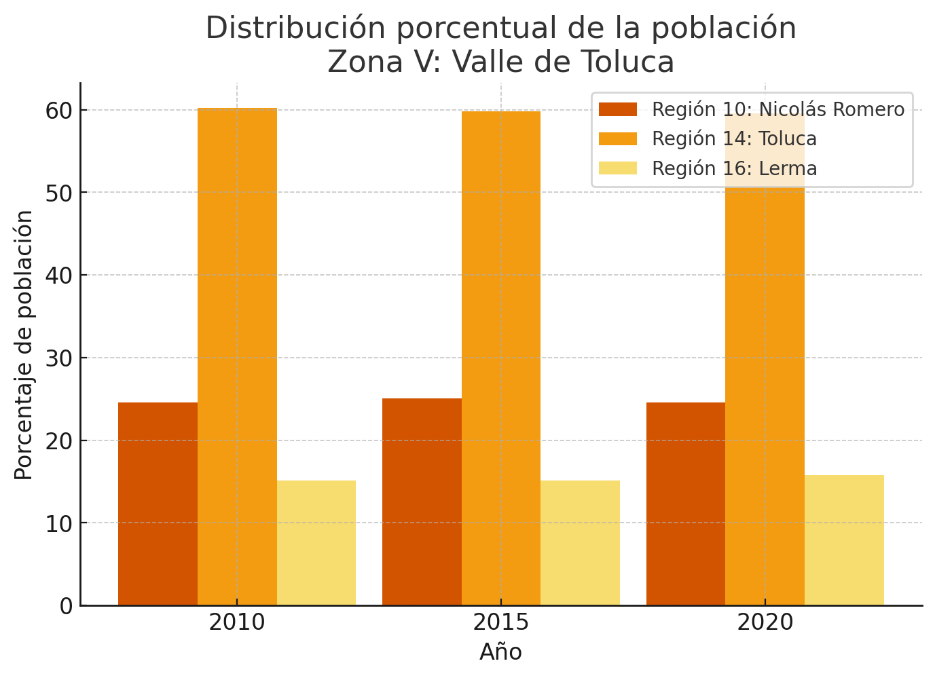 Distribución porcentual de la población
Zona V: Valle de Toluca
Región 10: Nicolás Romero
Región 14: Toluca
Región 16: Lerma
Porcentaje de población
60
50
40
30
20
10
0
2010
2015
2020
Año